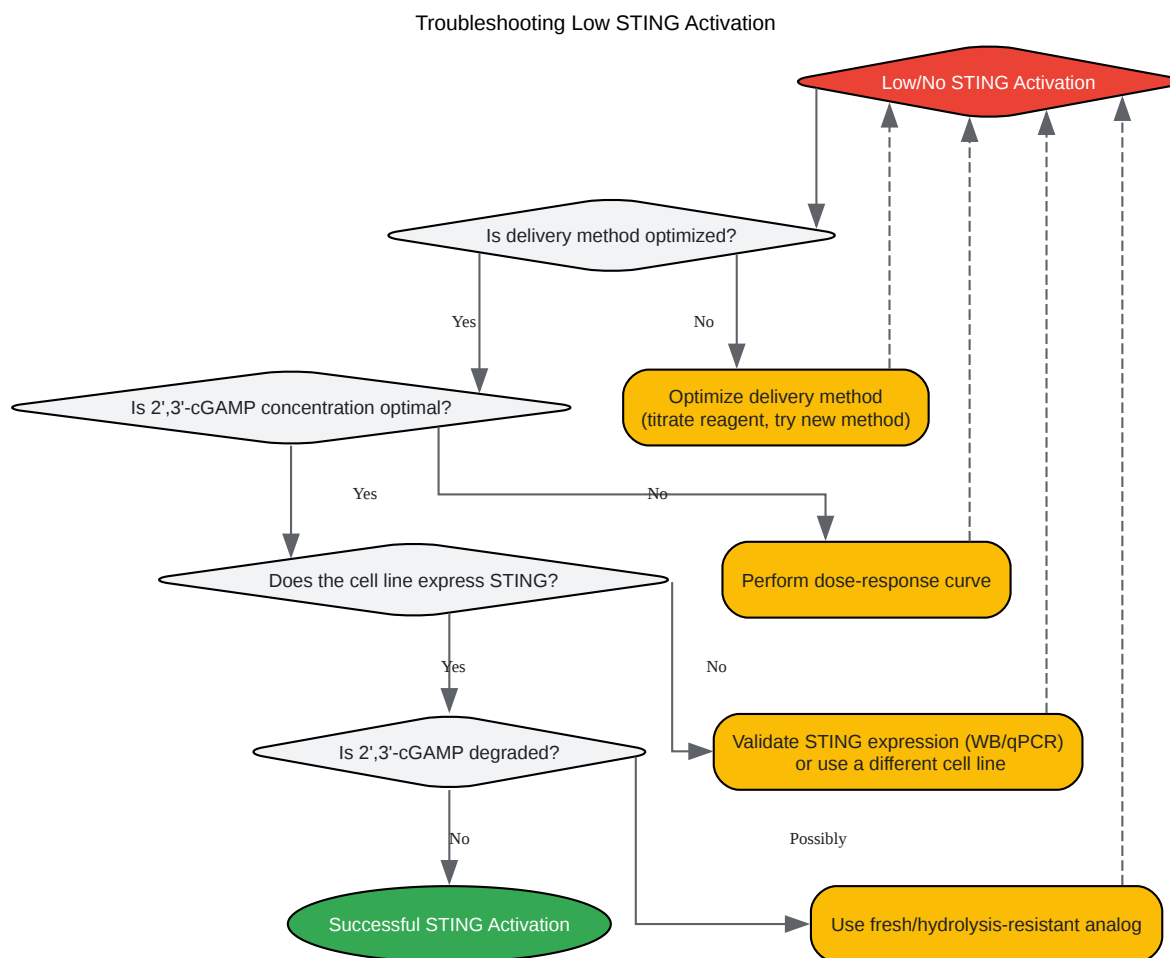 Troubleshooting Low STING Activation
Low/No STING Activation
Is delivery method optimized?
Yes
No
Optimize delivery method
(titrate reagent, try new method)
Is 2',3'-cGAMP concentration optimal?
Yes
No
Perform dose-response curve
Does the cell line express STING?
Yes
No
Validate STING expression (WB/qPCR)
or use a different cell line
Is 2',3'-cGAMP degraded?
No
Possibly
Successful STING Activation
Use fresh/hydrolysis-resistant analog